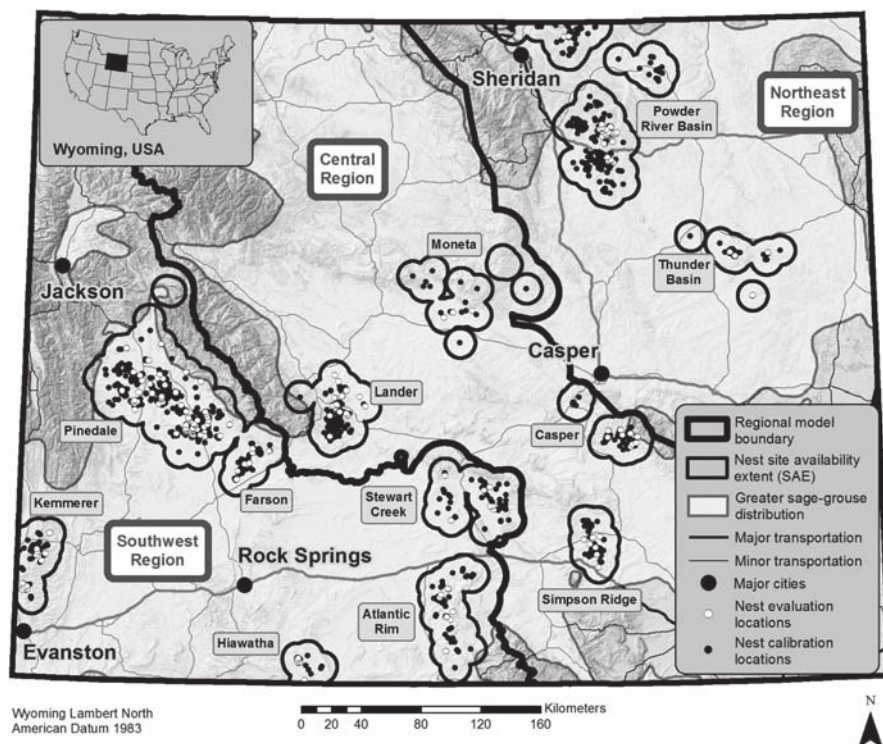 Wyoming, USA
Sheridan
Powder
River Basin
Northeast
Region
Central
Region
Moneta
Thunder
Basin
Jackson
Casper
Lander
Pinedale
Casper
Farson
Stewart
Creek
Kemmerer
Southwest
Region
Rock Springs
Simpson Ridge
Atlantic
Rim
Evanston
Hiawatha
Regional model
boundary
Nest site availability
extent (SAE)
Greater sage-grouse
distribution
Major transportation
Minor transportation
Major cities
Nest evaluation
locations
Nest calibration
locations
Wyoming Lambert North
American Datum 1983
Kilometers
0 10 20 40 80 120 160
N